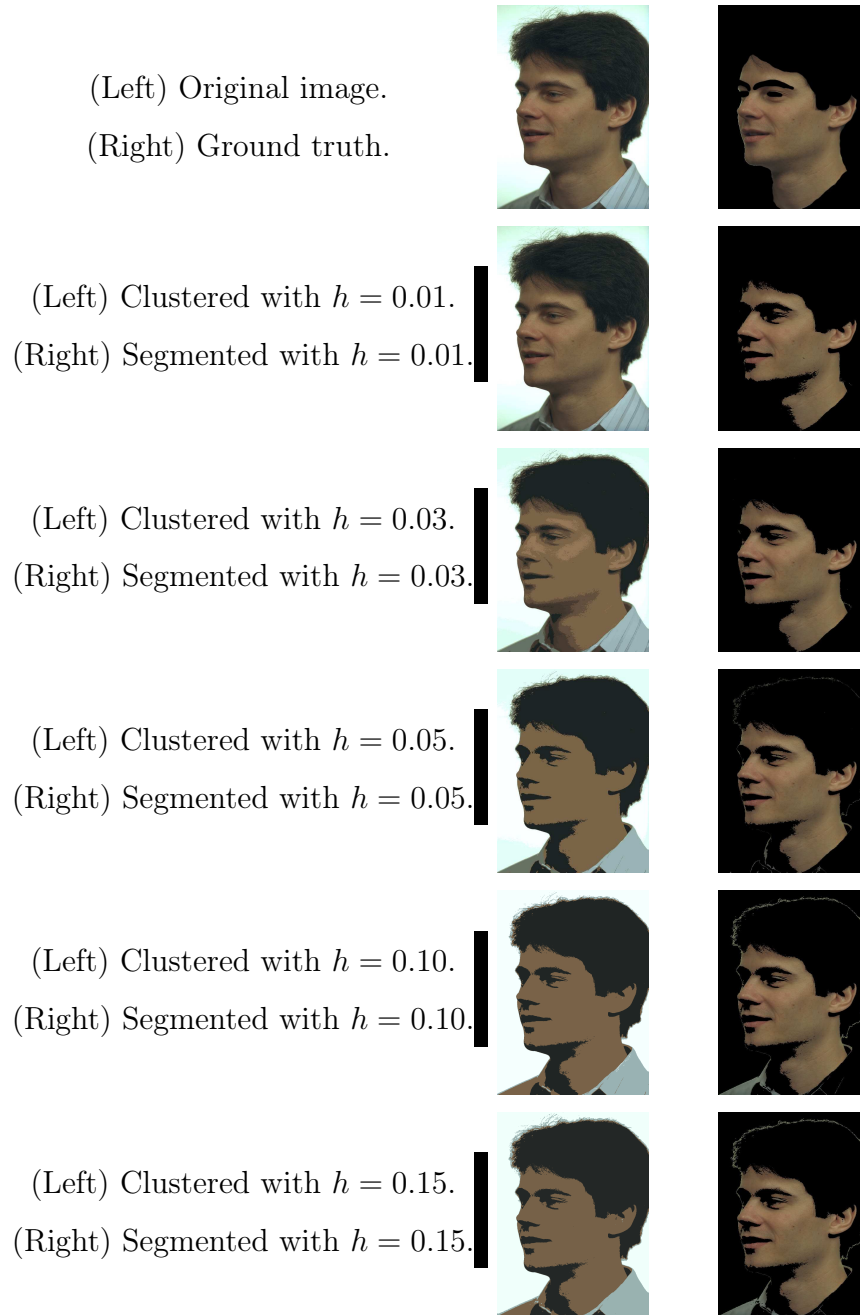 (Left) Original image.
(Right) Ground truth.
(Left) Clustered with h = 0.01.
(Right) Segmented with h = 0.01.
(Left) Clustered with h = 0.03.
(Right) Segmented with h = 0.03.
(Left) Clustered with h = 0.05.
(Right) Segmented with h = 0.05.
(Left) Clustered with h = 0.10.
(Right) Segmented with h = 0.10.
(Left) Clustered with h = 0.15.
(Right) Segmented with h = 0.15.